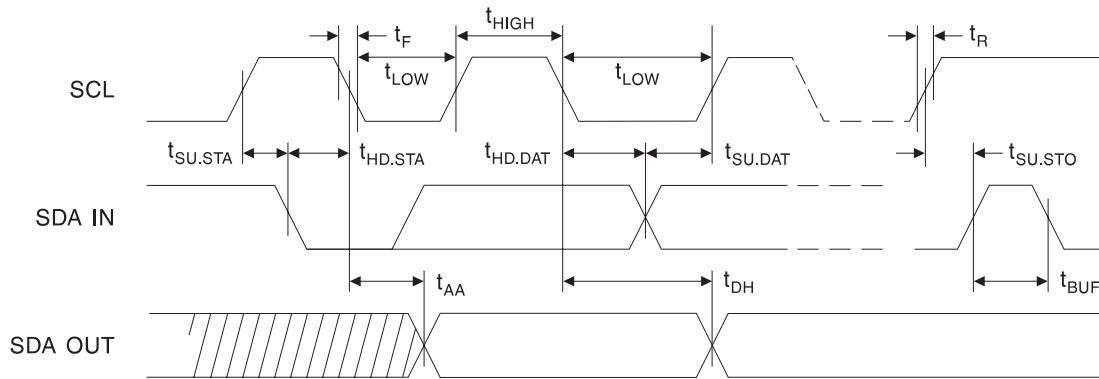 t_HIGH
t_F t_R
t_LOW t_LOW
SCL
t_SU.STA t_HD.STA t_HD.DAT t_SU.DAT t_SU.STO
SDA IN
t_AA t_DH t_BUF
SDA OUT